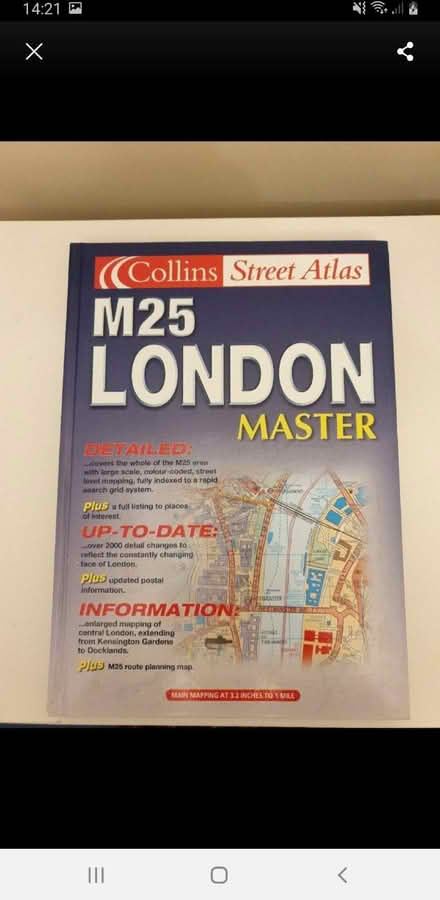 14:21
Collins Street Atlas
M25
LONDON
MASTER
DETAILED:
...covers the whole of the M25 area
with large scale, colour-coded, street
level mapping, fully indexed to a rapid
search grid system.
Plus a full listing to places
of interest.
UP-TO-DATE:
...over 2000 detail changes to
reflect the constantly changing
face of London.
Plus updated postal
information.
INFORMATION:
...enlarged mapping of
central London, extending
from Kensington Gardens
to Docklands.
Plus M25 route planning map.
MAIN MAPPING AT 3.2 INCHES TO 1 MILE